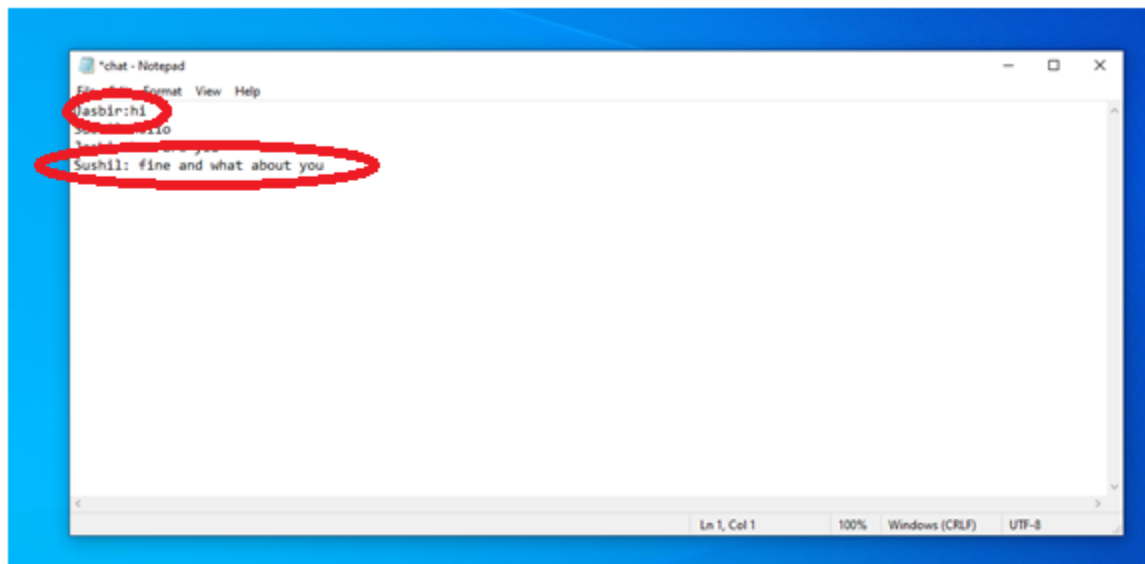 *chat - Notepad
File Format View Help
Jasbir:hi
Sushil: fine and what about you
Ln 1, Col 1 100% Windows (CRLF) UTF-8